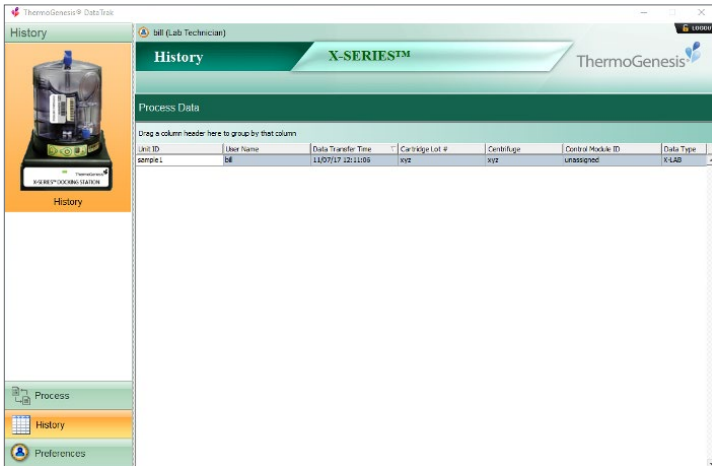 ThermoGenesis® DataTrak
History
bill (Lab Technician)
LOGOUT
History
X-SERIES™
ThermoGenesis
Process Data
Drag a column header here to group by that column
Unit ID User Name Data Transfer Time Cartridge Lot # Centrifuge Control Module ID Data Type
sample1 bill 11/07/17 12:11:06 xyz xyz unassigned X-LAB
ThermoGenesis
X-SERIES™ DOCKING STATION
History
Process
History
Preferences